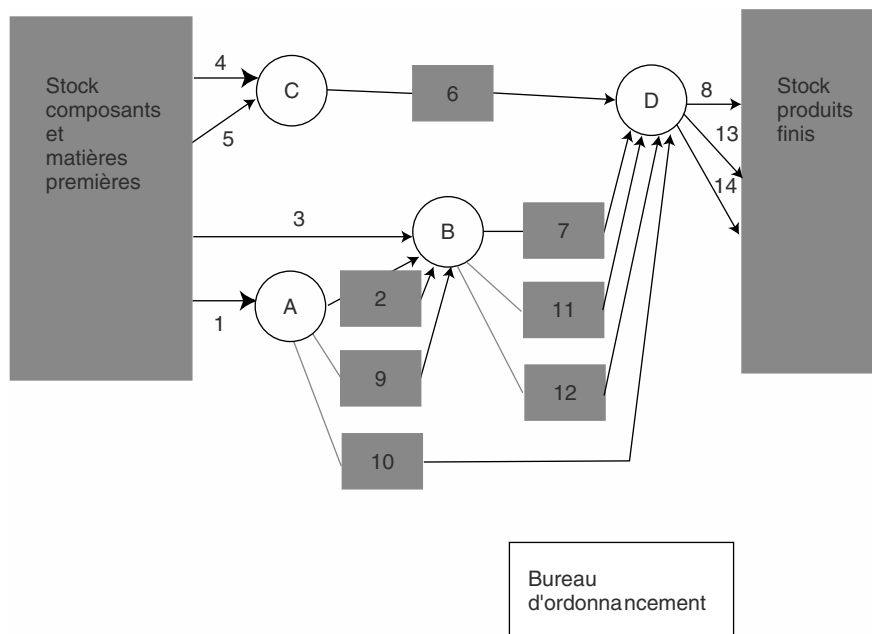 Stock
composants
et
matières
premières
4
5
C
6
D
8
13
14
Stock
produits
finis
3
B
7
1
A
2
11
9
12
10
Bureau
d'ordonnancement